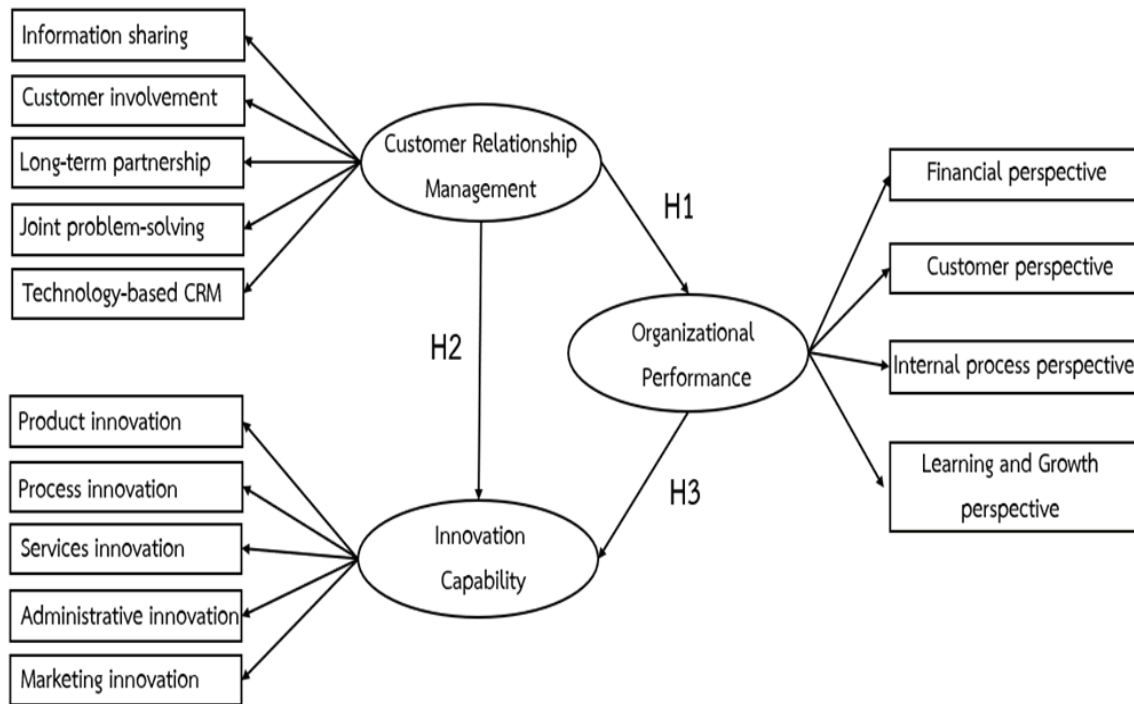 Information sharing
Customer involvement
Long-term partnership
Joint problem-solving
Technology-based CRM
Customer Relationship
Management
H1
H2
Organizational
Performance
Financial perspective
Customer perspective
Internal process perspective
Learning and Growth
perspective
H3
Product innovation
Process innovation
Services innovation
Administrative innovation
Marketing innovation
Innovation
Capability